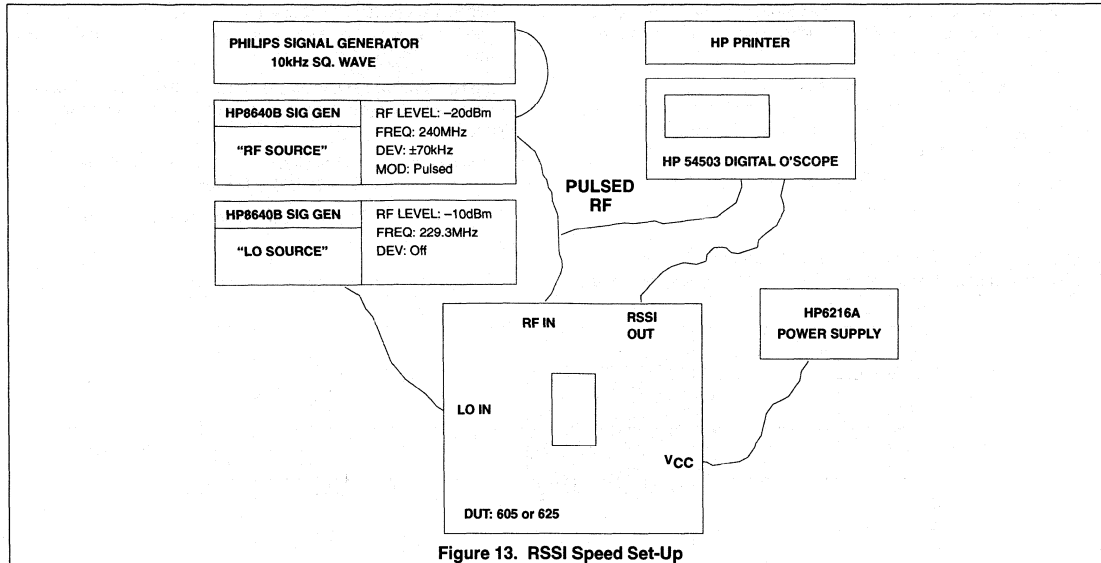 PHILIPS SIGNAL GENERATOR
10kHz SQ. WAVE
HP PRINTER
HP8640B SIG GEN
"RF SOURCE"
RF LEVEL: –20dBm
FREQ: 240MHz
DEV: ±70kHz
MOD: Pulsed
HP 54503 DIGITAL O'SCOPE
PULSED
RF
HP8640B SIG GEN
"LO SOURCE"
RF LEVEL: –10dBm
FREQ: 229.3MHz
DEV: Off
RF IN
RSSI
OUT
HP6216A
POWER SUPPLY
LO IN
VCC
DUT: 605 or 625
Figure 13. RSSI Speed Set-Up